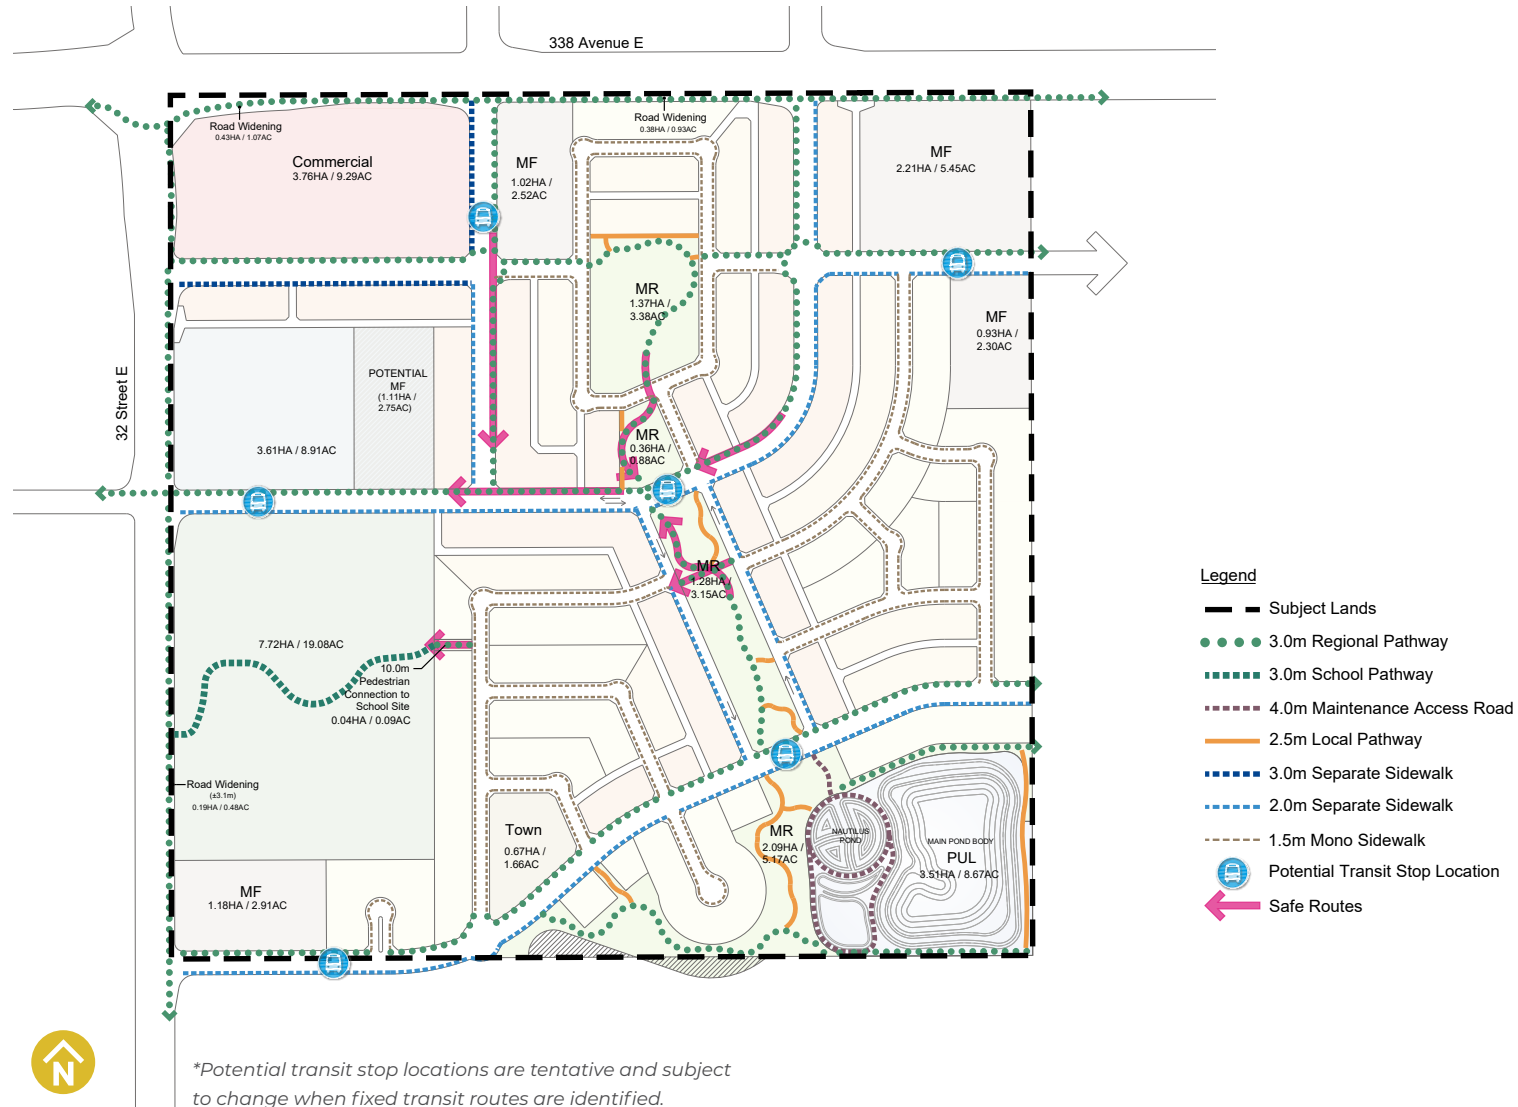 338 Avenue E
Road Widening
0.43HA / 1.07AC
Commercial
3.76HA / 9.29AC
MF
1.02HA /
2.52AC
Road Widening
0.38HA / 0.93AC
MF
2.21HA / 5.45AC
MR
1.37HA /
3.38AC
MF
0.93HA /
2.30AC
32 Street E
POTENTIAL
MF
(1.11HA /
2.75AC)
3.61HA / 8.91AC
MR
0.36HA /
0.88AC
MR
1.28HA /
3.15AC
7.72HA / 19.08AC
10.0m
Pedestrian
Connection to
School Site
0.04HA / 0.09AC
Road Widening
(±3.1m)
0.19HA / 0.48AC
Town
0.67HA /
1.66AC
MR
2.09HA /
5.17AC
NAUTILUS
POND
MAIN POND BODY
PUL
3.51HA / 8.67AC
MF
1.18HA / 2.91AC
Legend
Subject Lands
3.0m Regional Pathway
3.0m School Pathway
4.0m Maintenance Access Road
2.5m Local Pathway
3.0m Separate Sidewalk
2.0m Separate Sidewalk
1.5m Mono Sidewalk
Potential Transit Stop Location
Safe Routes
N
*Potential transit stop locations are tentative and subject
to change when fixed transit routes are identified.